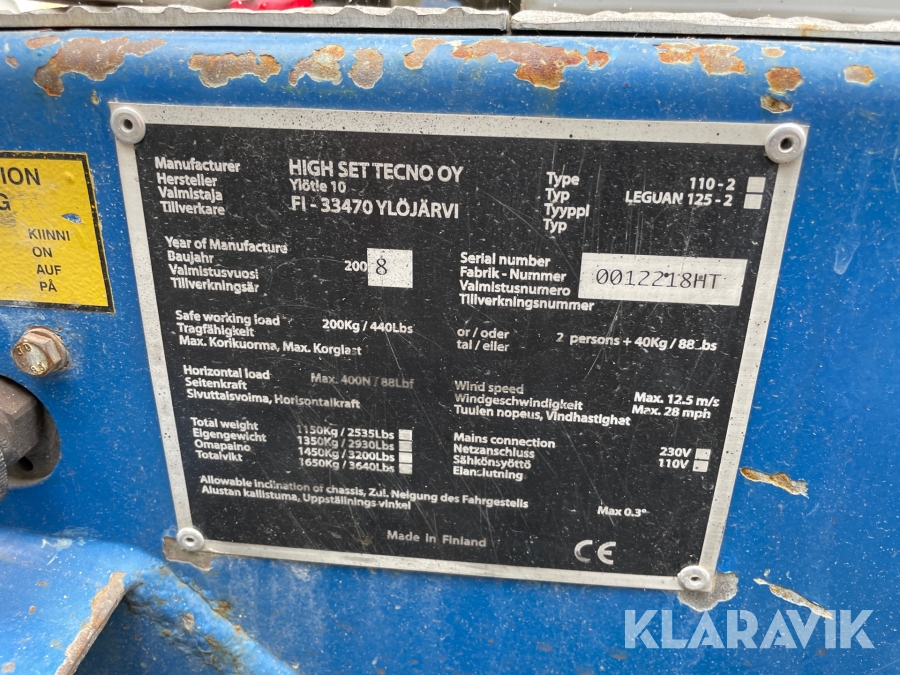 ION
G
KIINNI
ON
AUF
PÅ
Manufacturer
Hersteller
Valmistaja
Tillverkare
HIGH SET TECNO OY
Ylötie 10
FI - 33470 YLÖJÄRVI
Type
Typ
Tyyppi
Typ
110 - 2
LEGUAN 125 - 2
Year of Manufacture
Baujahr
Valmistusvuosi
Tillverkningsår
200 8
Serial number
Fabrik - Nummer
Valmistusnumero
Tillverkningsnummer
0012218HT
Safe working load
Tragfähigkeit
Max. Korikuorma, Max. Korglast
200Kg / 440Lbs
or / oder
tai / eller
2 persons + 40Kg / 88Lbs
Horizontal load
Seitenkraft
Sivuttaisvoima, Horisontalkraft
Max. 400N / 88Lbf
Wind speed
Windgeschwindigkeit
Tuulen nopeus, Vindhastighat
Max. 12.5 m/s
Max. 28 mph
Total weight
Eigengewicht
Omapaino
Totalvikt
1150Kg / 2535Lbs
1350Kg / 2930Lbs
1450Kg / 3200Lbs
1650Kg / 3640Lbs
Mains connection
Netzanschluss
Sähkönsyöttö
Elanslutning
230V
110V
Allowable inclination of chassis, Zul. Neigung des Fahrgestells
Alustan kallistuma, Uppställnings-vinkel
Max 0.3°
Made in Finland
CE
KLARAVIK